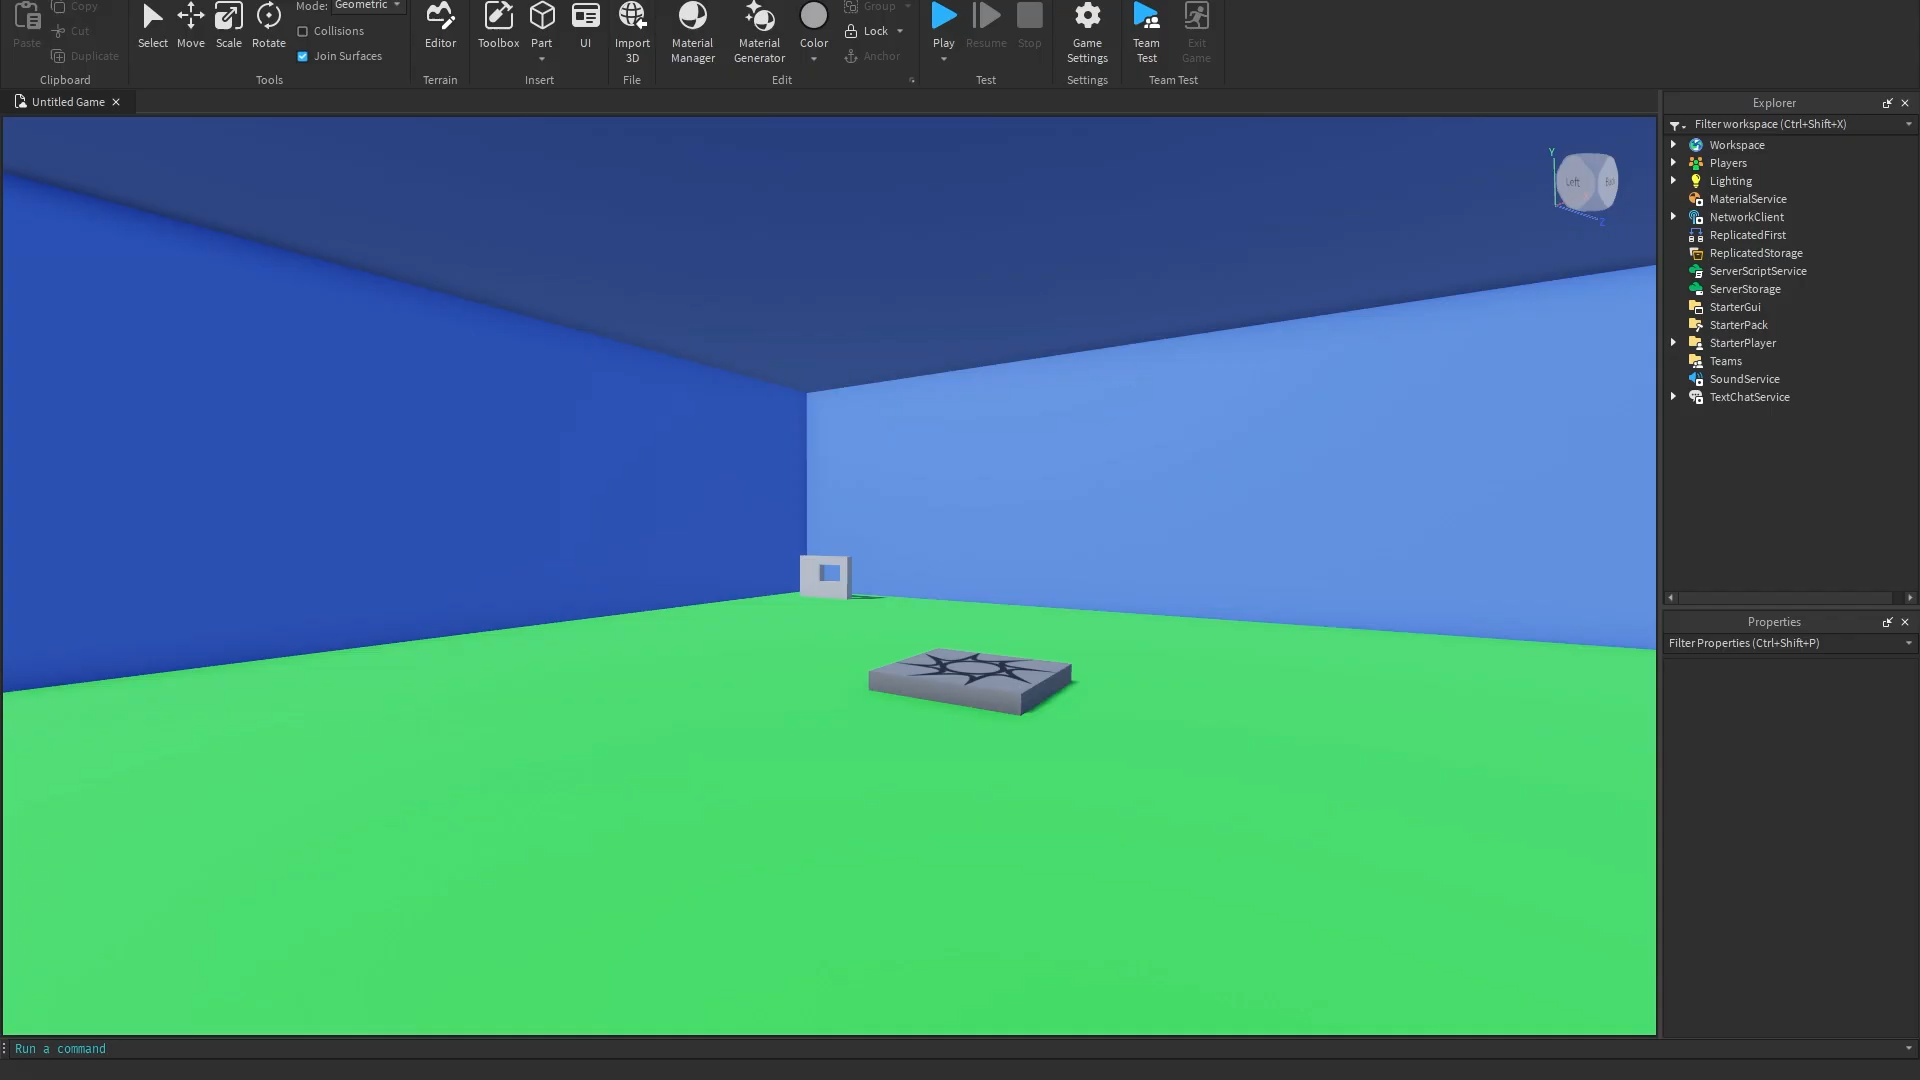 Copy
Mode: Geometric
Group
Paste
Cut
Select
Move
Scale
Rotate
Collisions
Editor
Toolbox
Part
UI
Import
3D
Material
Manager
Material
Generator
Color
Lock
Play
Resume
Stop
Game
Settings
Team
Test
Exit
Game
Duplicate
Join Surfaces
Anchor
Clipboard
Tools
Terrain
Insert
File
Edit
Test
Settings
Team Test
Untitled Game
Explorer
Filter workspace (Ctrl+Shift+X)
Workspace
Players
Lighting
MaterialService
NetworkClient
ReplicatedFirst
ReplicatedStorage
ServerScriptService
ServerStorage
StarterGui
StarterPack
StarterPlayer
Teams
SoundService
TextChatService
Y
Left
Z
Properties
Filter Properties (Ctrl+Shift+P)
Run a command